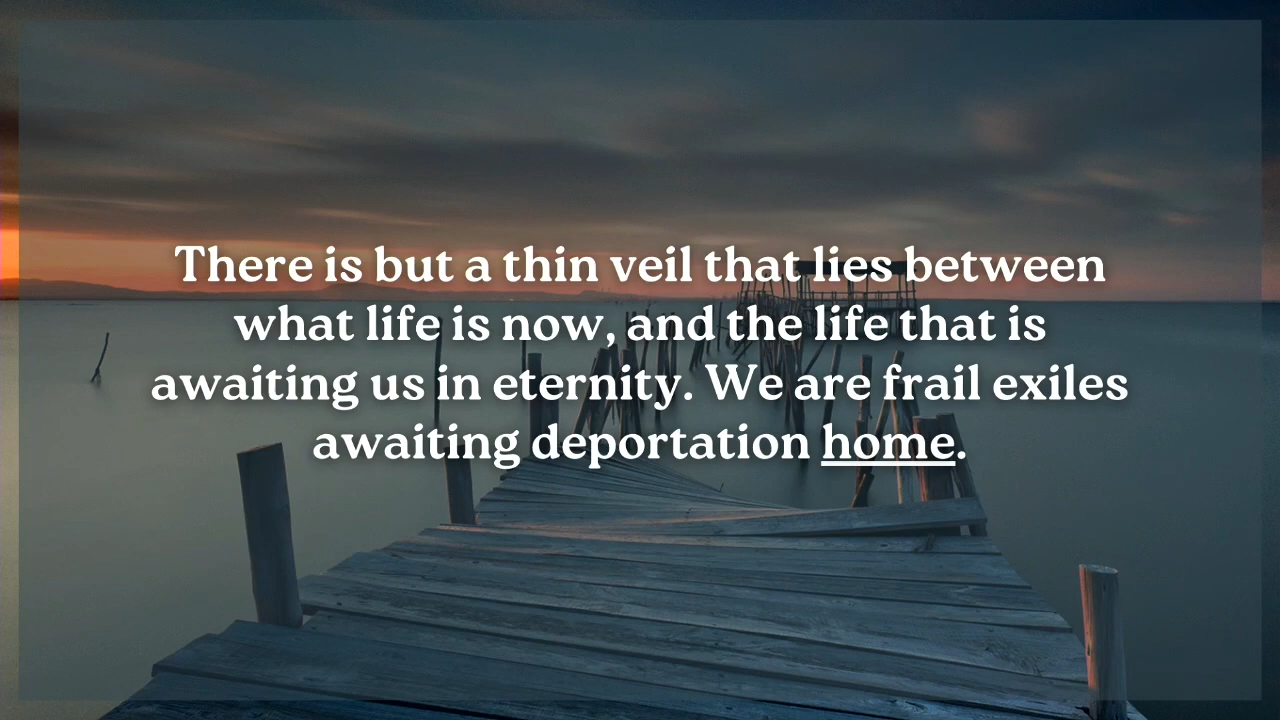 There is but a thin veil that lies between
what life is now, and the life that is
awaiting us in eternity. We are frail exiles
awaiting deportation home.